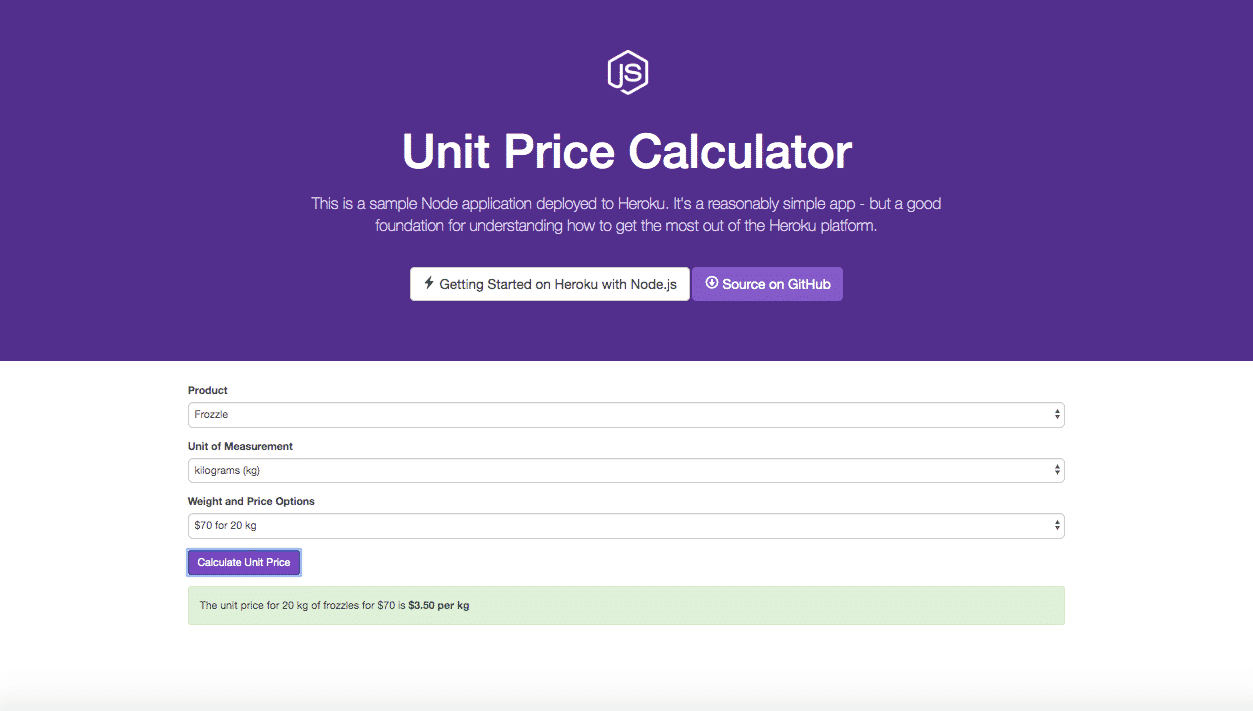 JS
Unit Price Calculator
This is a sample Node application deployed to Heroku. It's a reasonably simple app - but a good
foundation for understanding how to get the most out of the Heroku platform.
Getting Started on Heroku with Node.js
Source on GitHub
Product
Frozzle
Unit of Measurement
kilograms (kg)
Weight and Price Options
$70 for 20 kg
Calculate Unit Price
The unit price for 20 kg of frozzles for $70 is $3.50 per kg